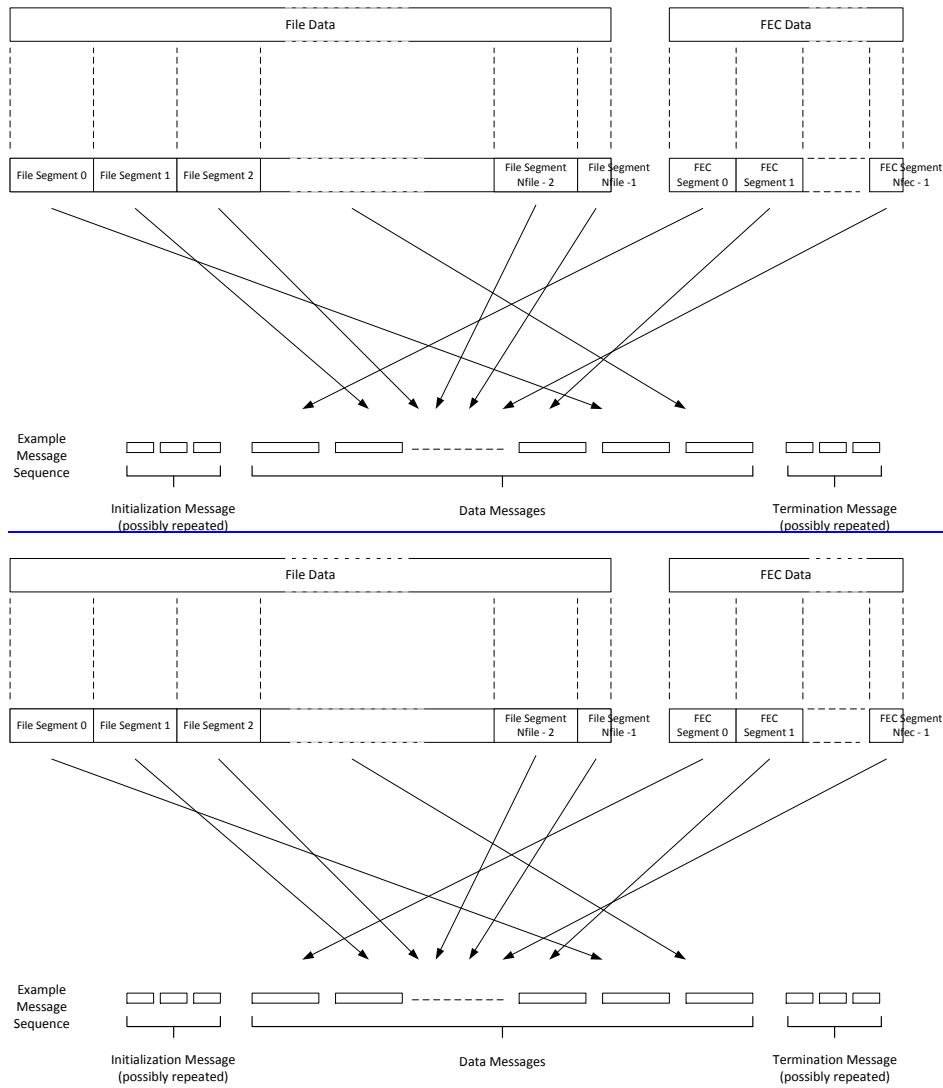 File Data
FEC Data
File Segment 0
File Segment 1
File Segment 2
File Segment
Nfile - 2
File Segment
Nfile -1
FEC
Segment 0
FEC
Segment 1
FEC Segment
Nfec - 1
Example
Message
Sequence
Initialization Message
(possibly repeated)
Data Messages
Termination Message
(possibly repeated)
File Data
FEC Data
File Segment 0
File Segment 1
File Segment 2
File Segment
Nfile - 2
File Segment
Nfile -1
FEC
Segment 0
FEC
Segment 1
FEC Segment
Nfec - 1
Example
Message
Sequence
Initialization Message
(possibly repeated)
Data Messages
Termination Message
(possibly repeated)